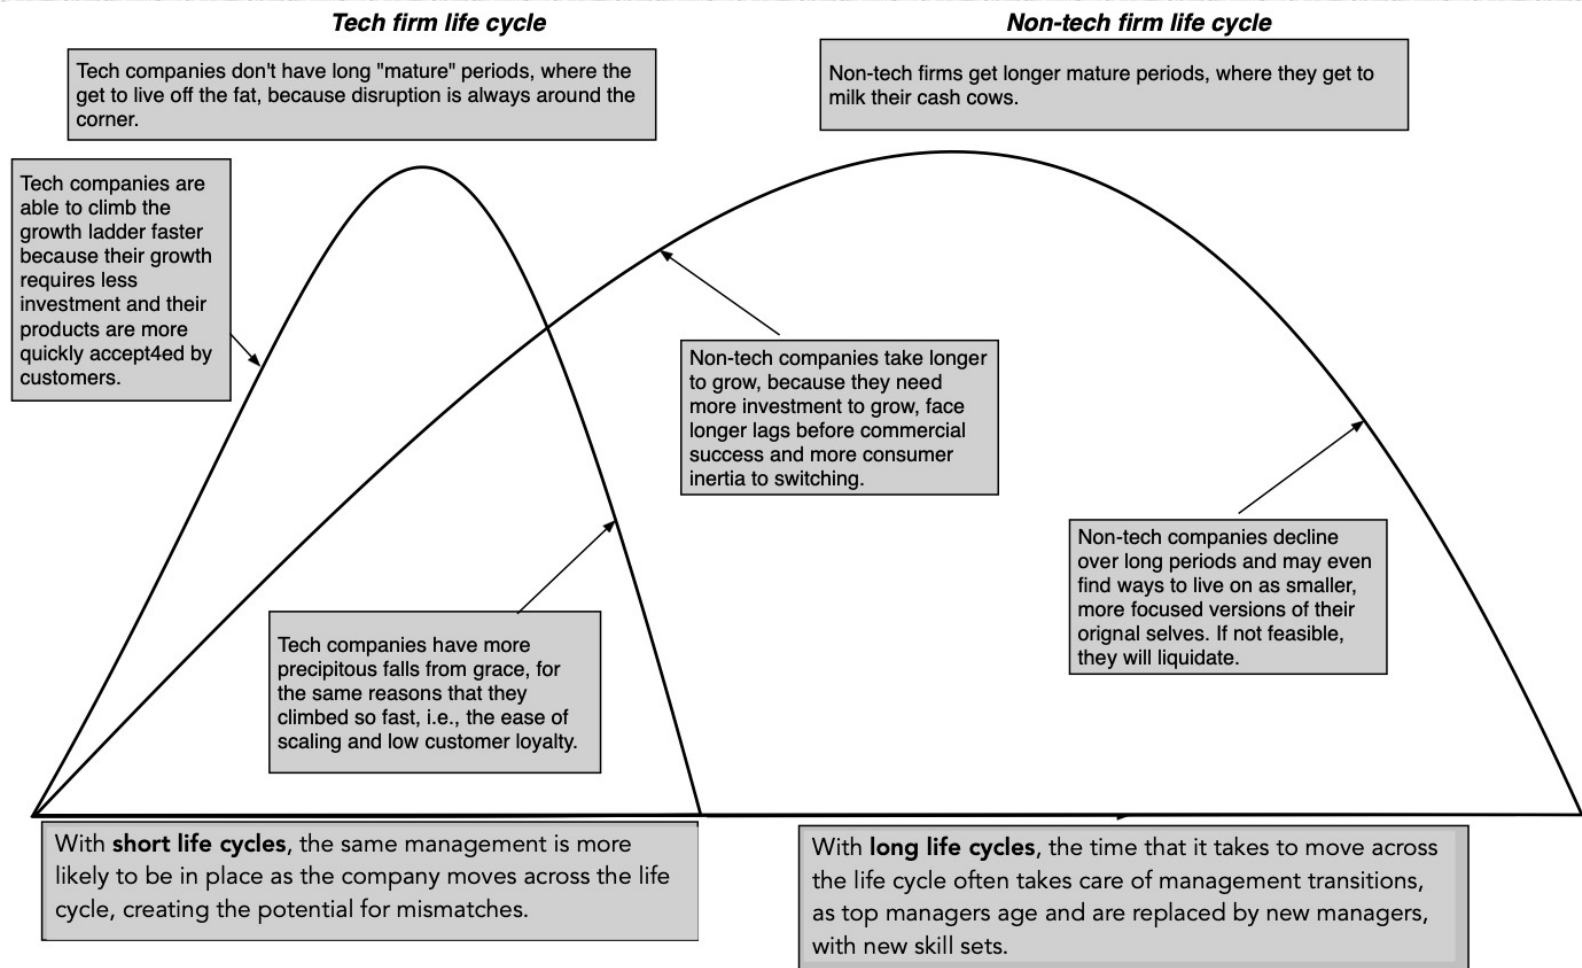 Tech firm life cycle
Non-tech firm life cycle
Tech companies don't have long "mature" periods, where the
get to live off the fat, because disruption is always around the
corner.
Non-tech firms get longer mature periods, where they get to
milk their cash cows.
Tech companies are
able to climb the
growth ladder faster
because their growth
requires less
investment and their
products are more
quickly accept4ed by
customers.
Non-tech companies take longer
to grow, because they need
more investment to grow, face
longer lags before commercial
success and more consumer
inertia to switching.
Non-tech companies decline
over long periods and may even
find ways to live on as smaller,
more focused versions of their
orignal selves. If not feasible,
they will liquidate.
Tech companies have more
precipitous falls from grace, for
the same reasons that they
climbed so fast, i.e., the ease of
scaling and low customer loyalty.
With short life cycles, the same management is more
likely to be in place as the company moves across the life
cycle, creating the potential for mismatches.
With long life cycles, the time that it takes to move across
the life cycle often takes care of management transitions,
as top managers age and are replaced by new managers,
with new skill sets.